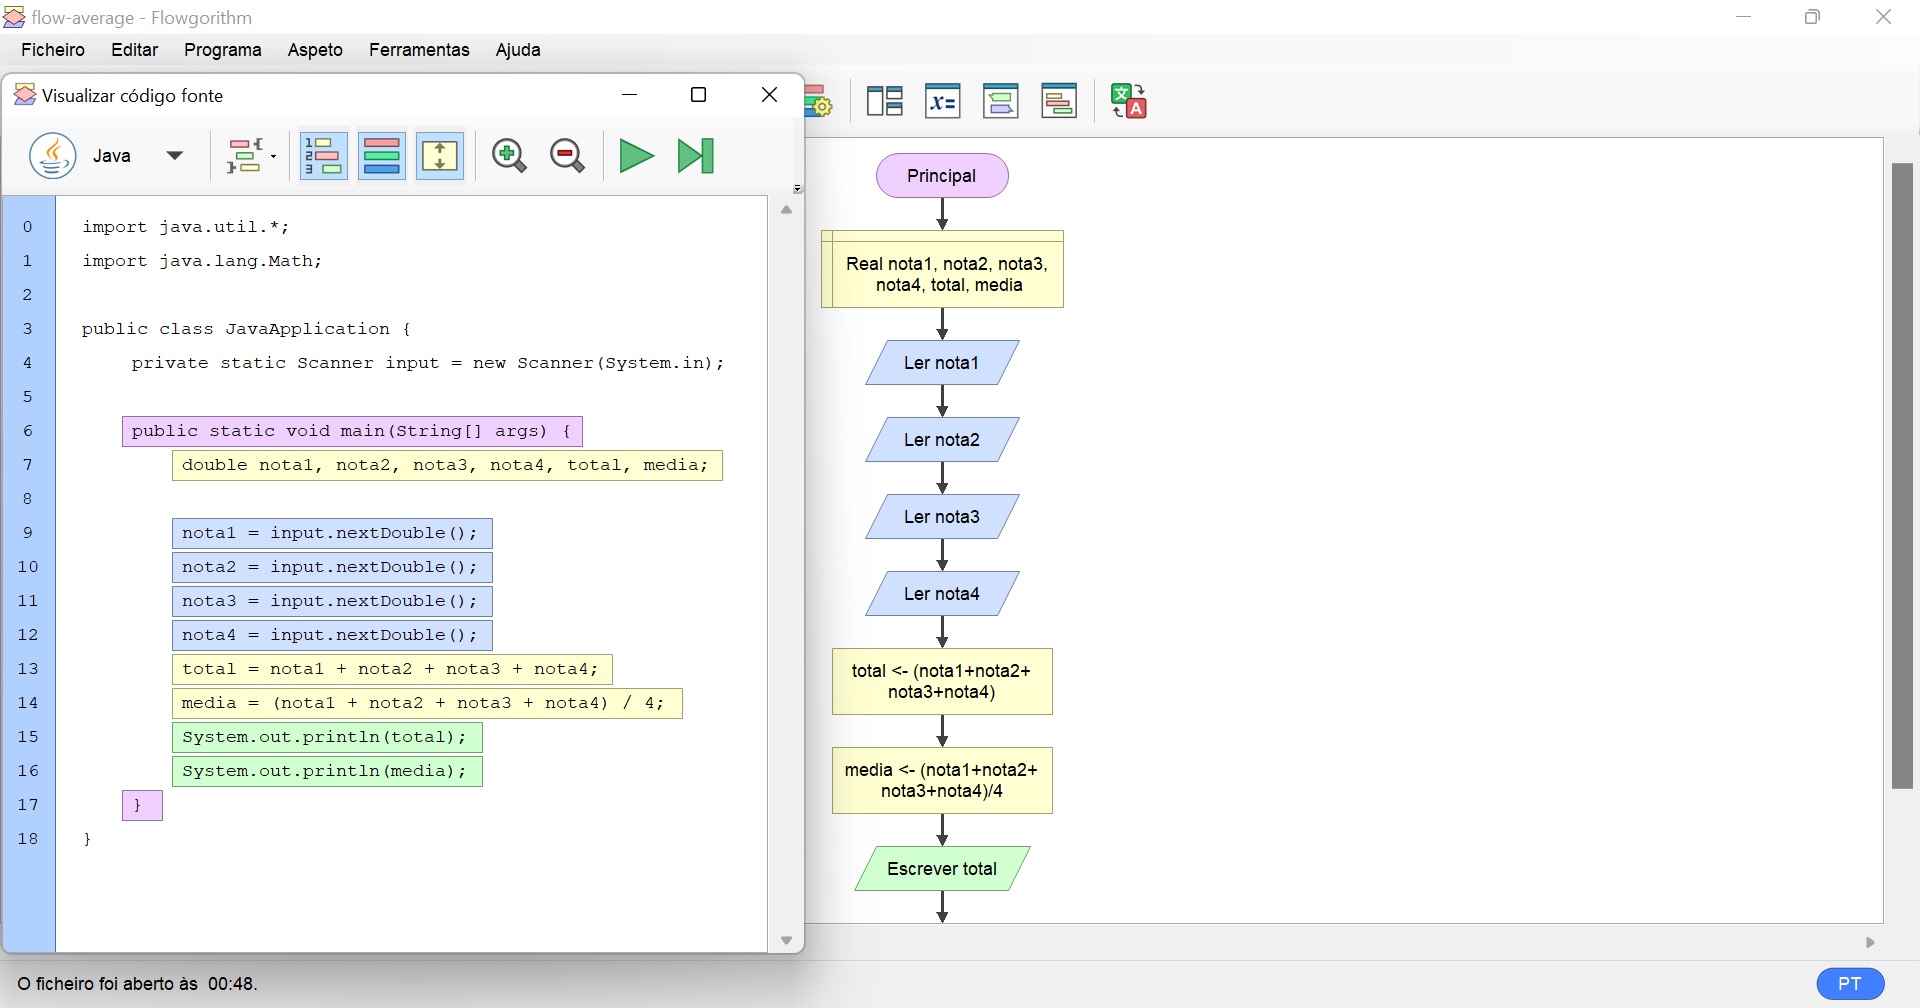 flow-average - Flowgorithm
Ficheiro Editar Programa Aspeto Ferramentas Ajuda
Visualizar código fonte
Java
0 import java.util.*;
1 import java.lang.Math;
2
3 public class JavaApplication {
4 private static Scanner input = new Scanner(System.in);
5
6 public static void main(String[] args) {
7 double nota1, nota2, nota3, nota4, total, media;
8
9 nota1 = input.nextDouble();
10 nota2 = input.nextDouble();
11 nota3 = input.nextDouble();
12 nota4 = input.nextDouble();
13 total = nota1 + nota2 + nota3 + nota4;
14 media = (nota1 + nota2 + nota3 + nota4) / 4;
15 System.out.println(total);
16 System.out.println(media);
17 }
18 }
Principal
Real nota1, nota2, nota3,
nota4, total, media
Ler nota1
Ler nota2
Ler nota3
Ler nota4
total <- (nota1+nota2+
nota3+nota4)
media <- (nota1+nota2+
nota3+nota4)/4
Escrever total
O ficheiro foi aberto às 00:48.
PT